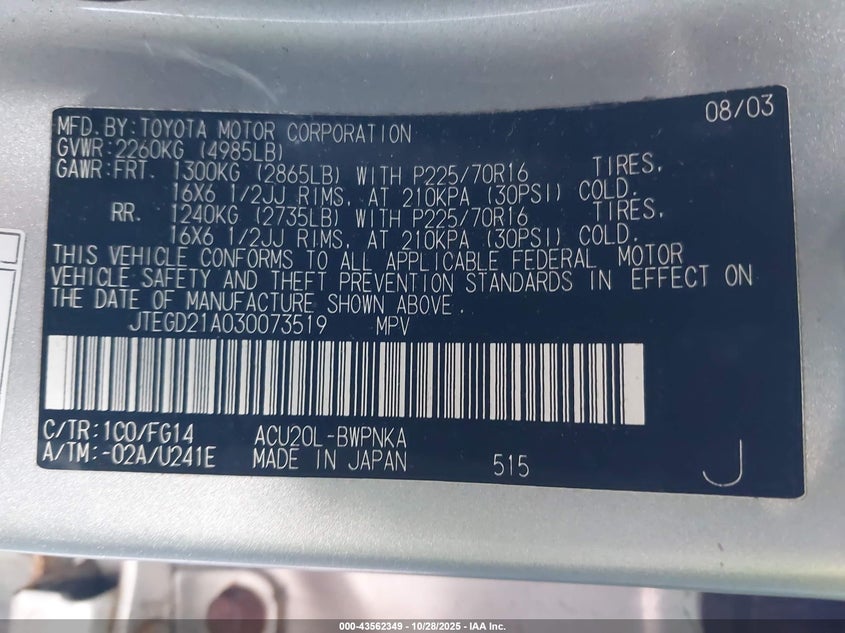 08/03
MFD.BY:TOYOTA MOTOR CORPORATION
GVWR:2260KG (4985LB)
GAWR:FRT. 1300KG (2865LB) WITH P225/70R16 TIRES,
16X6 1/2JJ RIMS, AT 210KPA (30PSI) COLD.
RR. 1240KG (2735LB) WITH P225/70R16 TIRES,
16X6 1/2JJ RIMS, AT 210KPA (30PSI) COLD.
THIS VEHICLE CONFORMS TO ALL APPLICABLE FEDERAL MOTOR
VEHICLE SAFETY AND THEFT PREVENTION STANDARDS IN EFFECT ON
THE DATE OF MANUFACTURE SHOWN ABOVE.
JTEGD21A030073519 MPV
C/TR:1C0/FG14 ACU20L-BWPNKA
A/TM:-02A/U241E MADE IN JAPAN 515 J
000-43562349 | 10/28/2025 | IAA Inc.